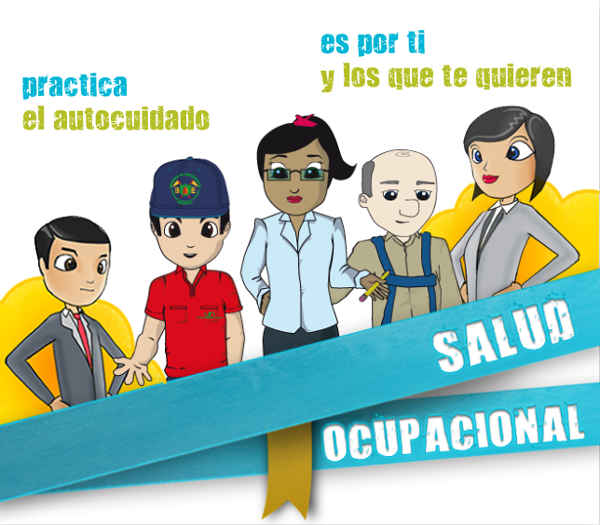 practica
el autocuidado
es por ti
y los que te quieren
SALUD
OCUPACIONAL